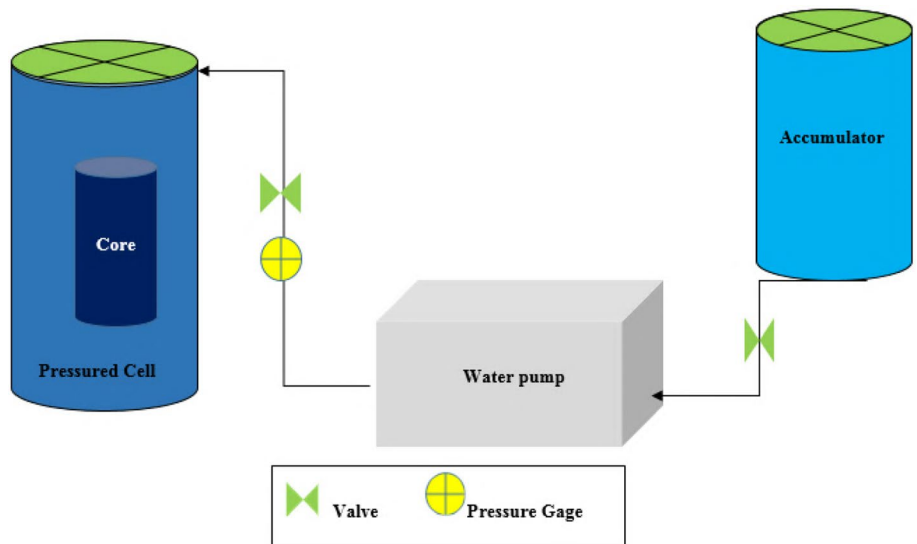 Accumulator
Core
Pressured Cell
Water pump
Valve
Pressure Gage